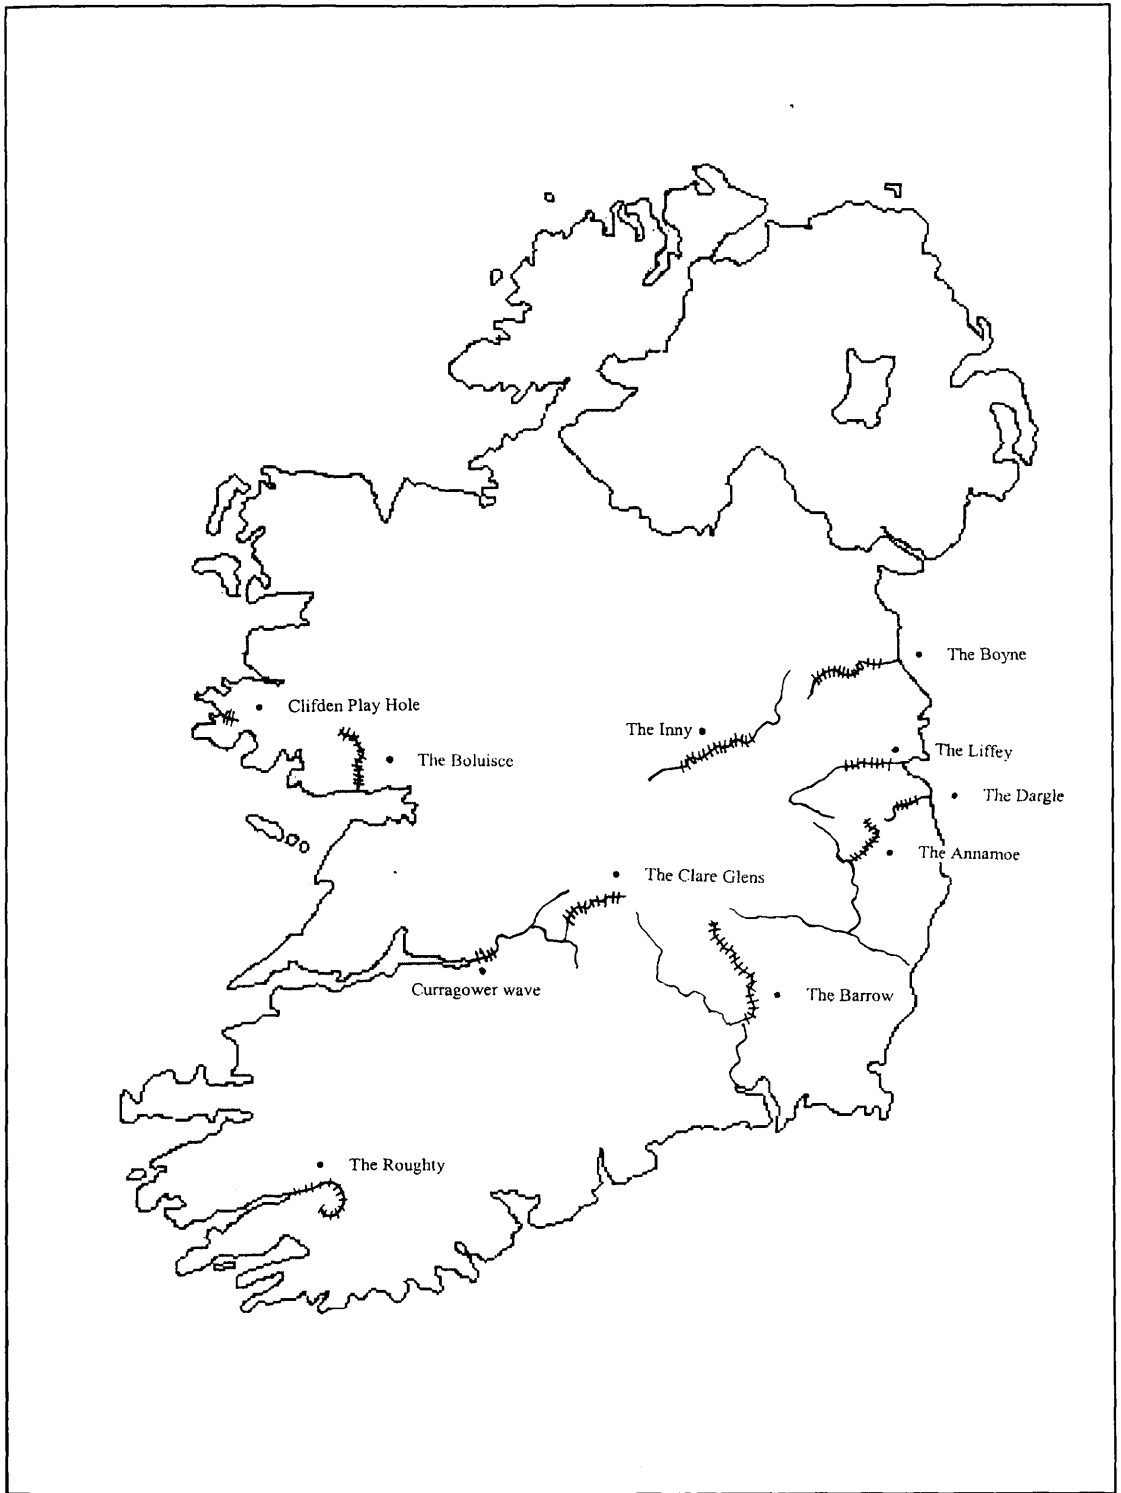 The Boyne
Clifden Play Hole
The Inny
The Liffey
The Boluisce
The Dargle
The Annamoe
The Clare Glens
Curragower wave
The Barrow
The Roughty